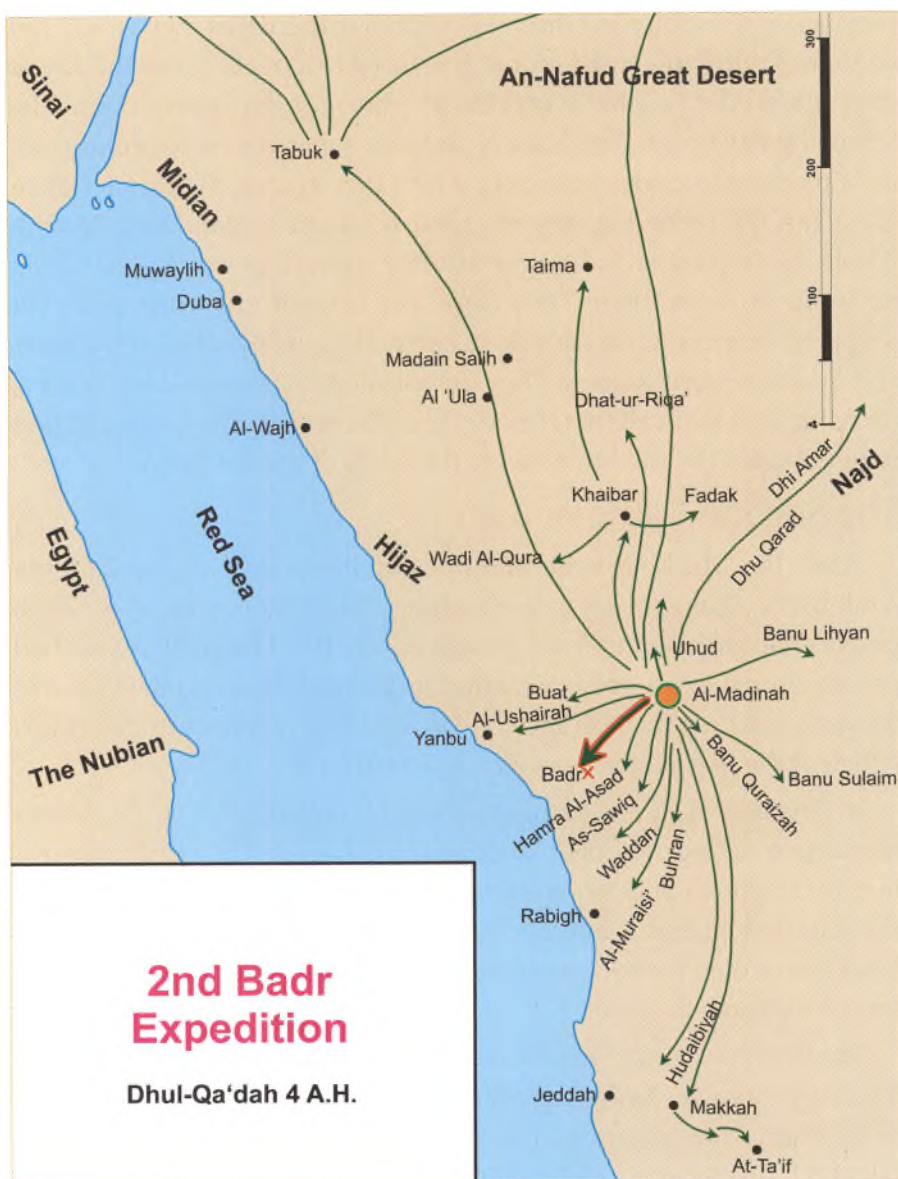 300
An-Nafud Great Desert
Sinai
Tabuk
200
Midian
Muwaylih
Taima
Duba
100
Madain Salih
Al ‘Ula
Dhat-ur-Riqa’
Al-Wajh
Dhi Amar
Najd
Khaibar
Fadak
Egypt
Red Sea
Hijaz
Wadi Al-Qura
Dhu Qarad
Uhud
Banu Lihyan
Buat
Al-Madinah
Al-Ushairah
Yanbu
The Nubian
Badr
Banu Quraizah
Banu Sulaim
Hamra Al-Asad
As-Sawiq
Waddan
Buhran
Al-Muraisi’
Rabigh
2nd Badr
Expedition
Dhul-Qa‘dah 4 A.H.
Hudaibiyah
Jeddah
Makkah
At-Ta’if